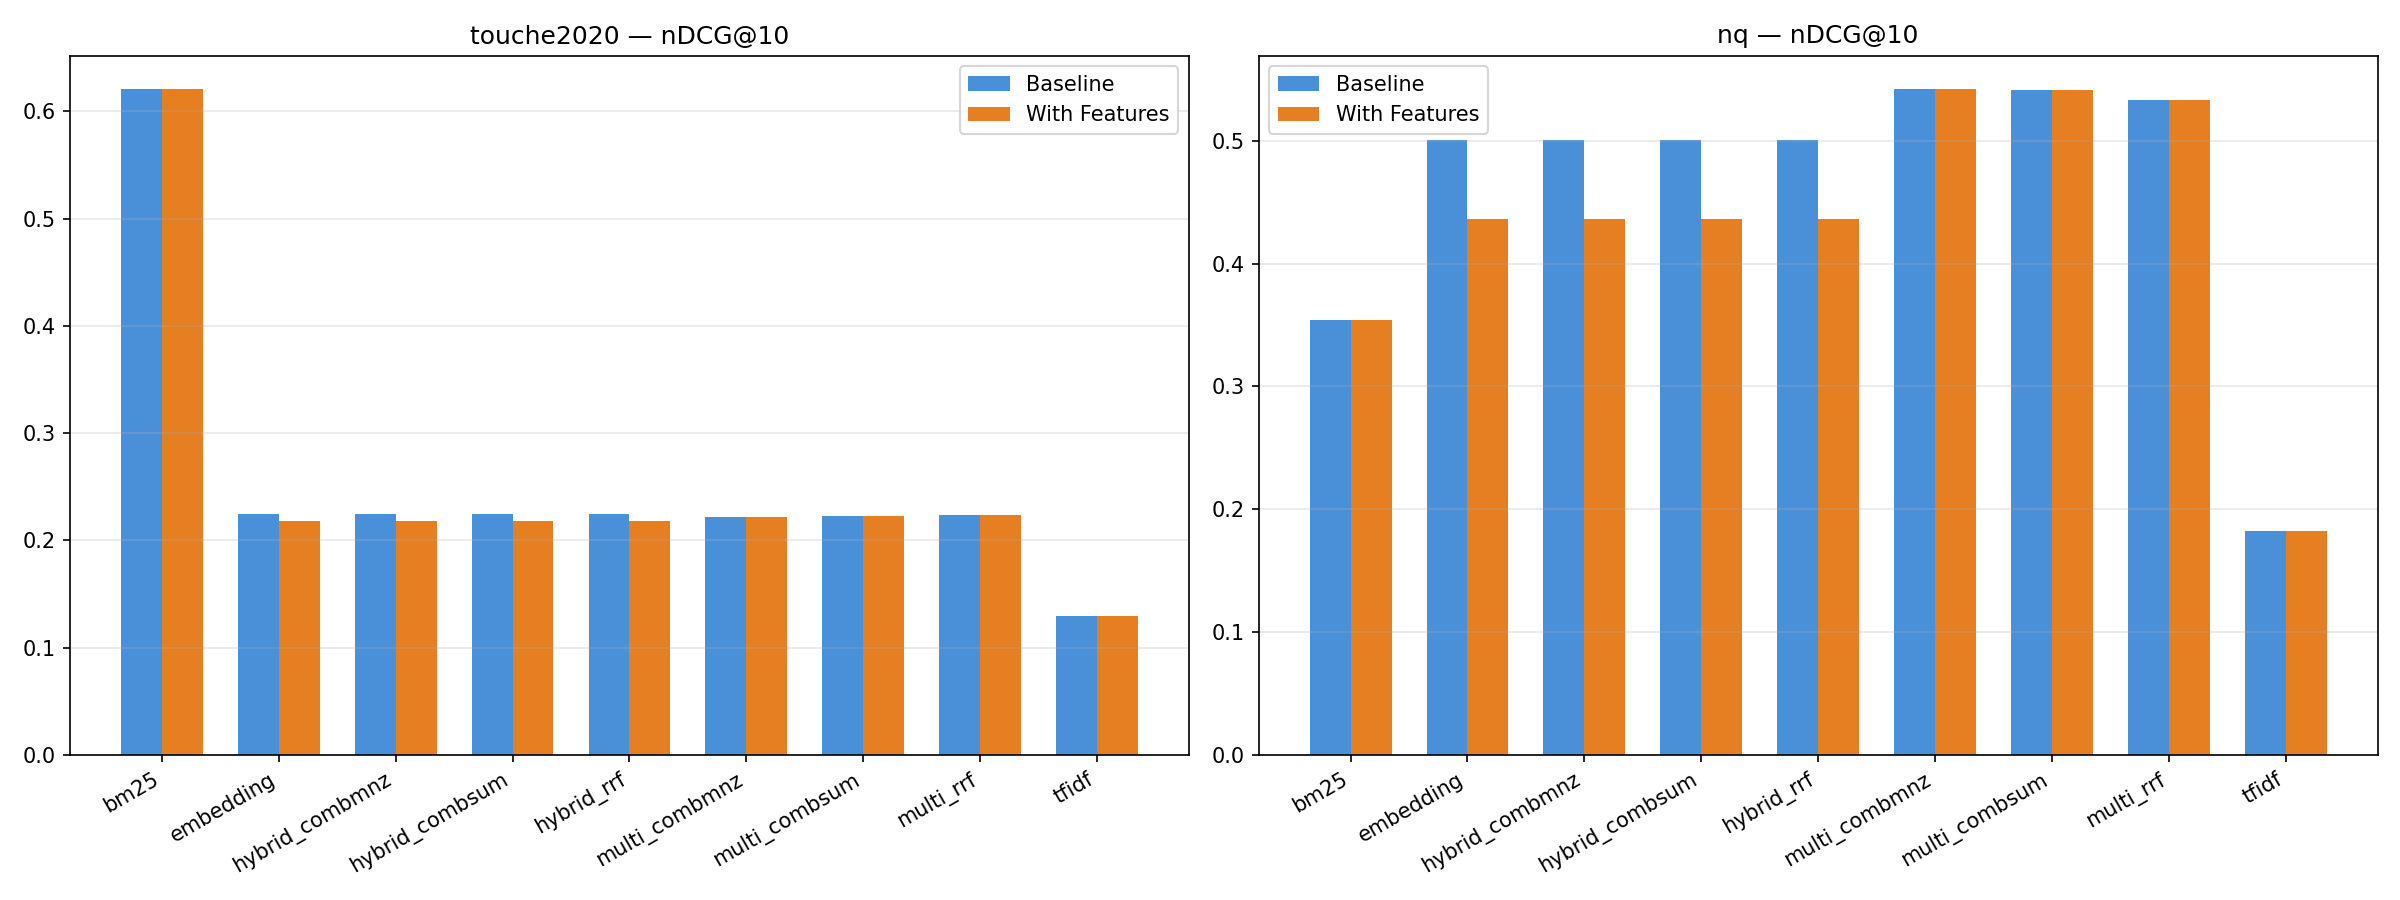 touche2020 — nDCG@10
Baseline
With Features
0.6
0.5
0.4
0.3
0.2
0.1
0.0
bm25
embedding
hybrid_combmnz
hybrid_combsum
hybrid_rrf
multi_combmnz
multi_combsum
multi_rrf
tfidf
nq — nDCG@10
Baseline
With Features
0.5
0.4
0.3
0.2
0.1
0.0
bm25
embedding
hybrid_combmnz
hybrid_combsum
hybrid_rrf
multi_combmnz
multi_combsum
multi_rrf
tfidf